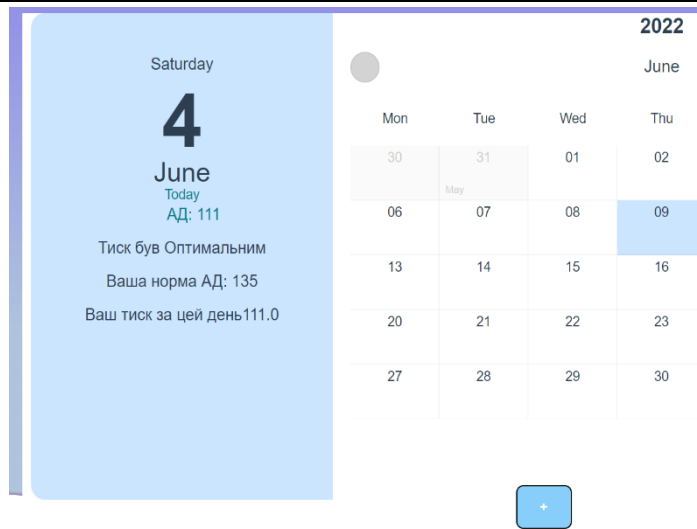 Saturday
4
June
Today
АД: 111
Тиск був Оптимальним
Ваша норма АД: 135
Ваш тиск за цей день111.0
2022
June
Mon Tue Wed Thu
30 31 01 02
May
06 07 08 09
13 14 15 16
20 21 22 23
27 28 29 30
+